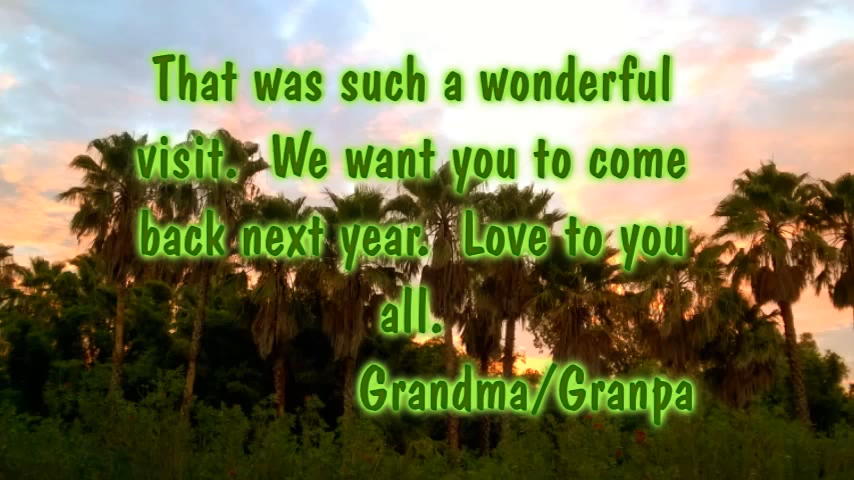 That was such a wonderful
visit.  We want you to come
back next year.  Love to you
all.
Grandma/Granpa